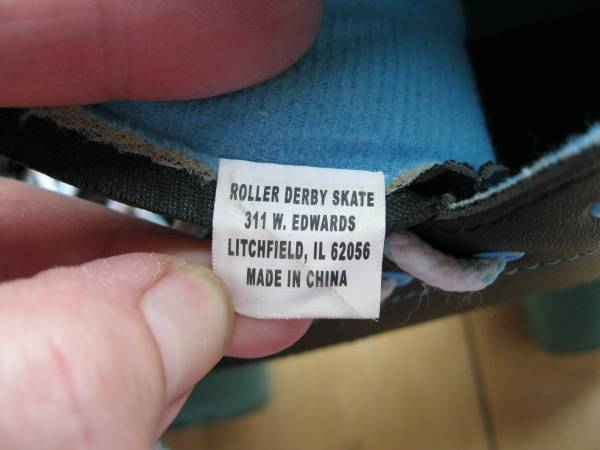 ROLLER DERBY SKATE
311 W. EDWARDS
LITCHFIELD, IL 62056
MADE IN CHINA